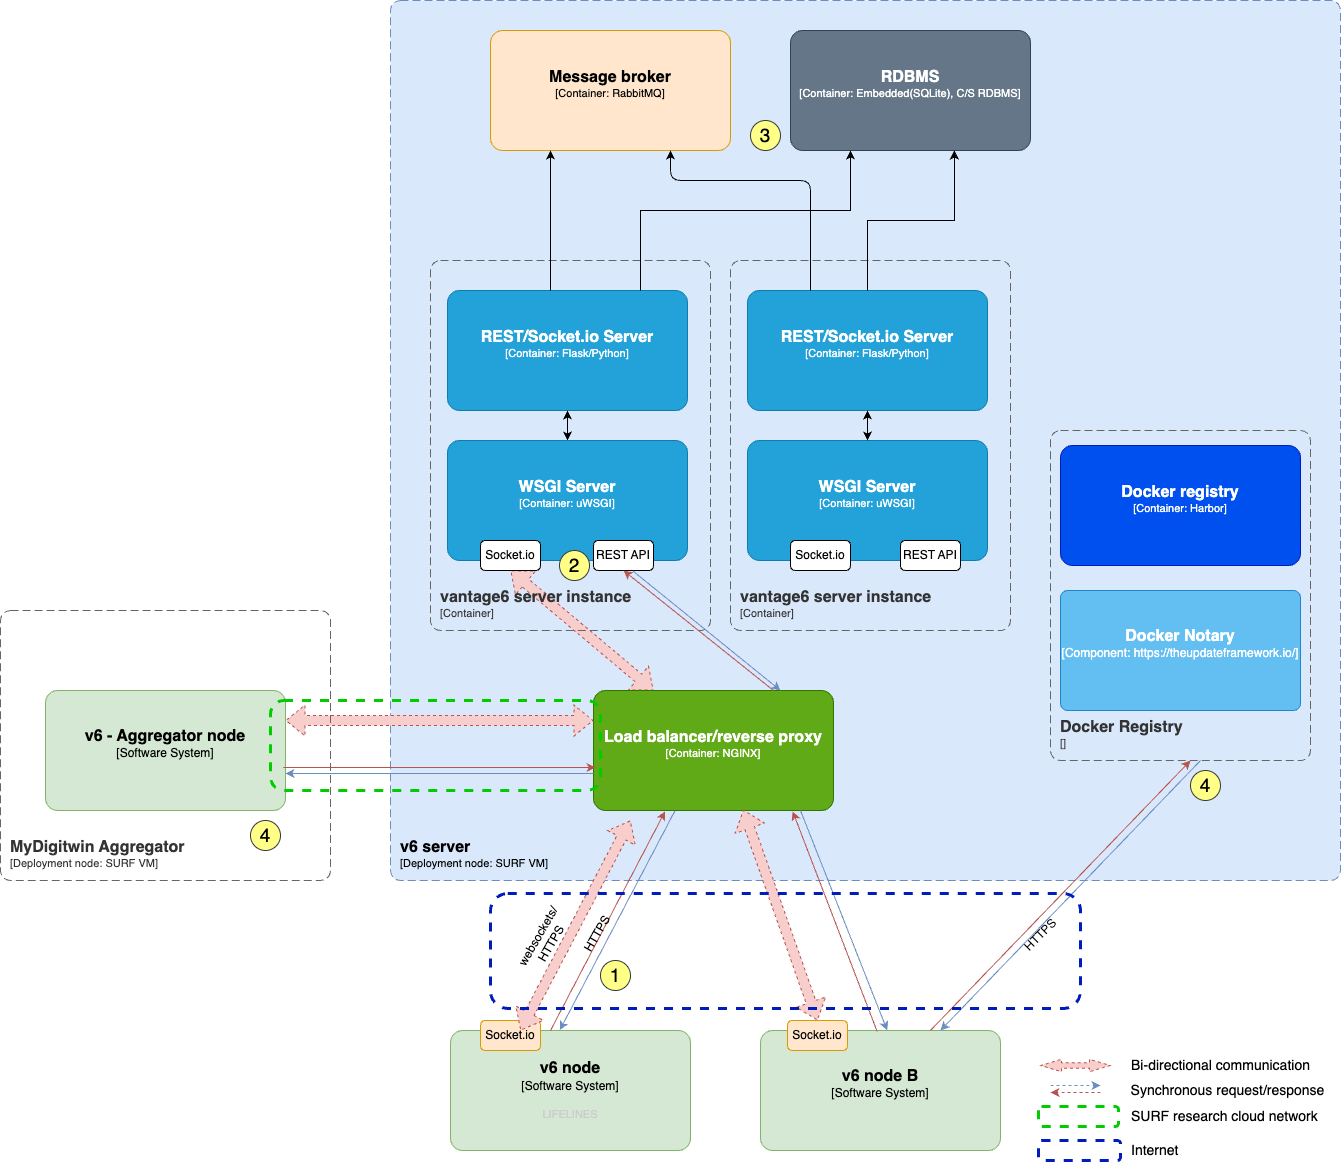 Message broker
[Container: RabbitMQ]
RDBMS
[Container: Embedded(SQLite), C/S RDBMS]
3
REST/Socket.io Server
[Container: Flask/Python]
REST/Socket.io Server
[Container: Flask/Python]
WSGI Server
[Container: uWSGI]
WSGI Server
[Container: uWSGI]
Docker registry
[Container: Harbor]
Socket.io
2
REST API
Socket.io
REST API
vantage6 server instance
[Container]
vantage6 server instance
[Container]
Docker Notary
[Component: https://theupdateframework.io/]
Docker Registry
[]
v6 - Aggregator node
[Software System]
Load balancer/reverse proxy
[Container: NGINX]
4
4
MyDigitwin Aggregator
[Deployment node: SURF VM]
v6 server
[Deployment node: SURF VM]
websockets/
HTTPS
HTTPS
HTTPS
1
Socket.io
Socket.io
v6 node
[Software System]
LIFELINES
v6 node B
[Software System]
Bi-directional communication
Synchronous request/response
SURF research cloud network
Internet